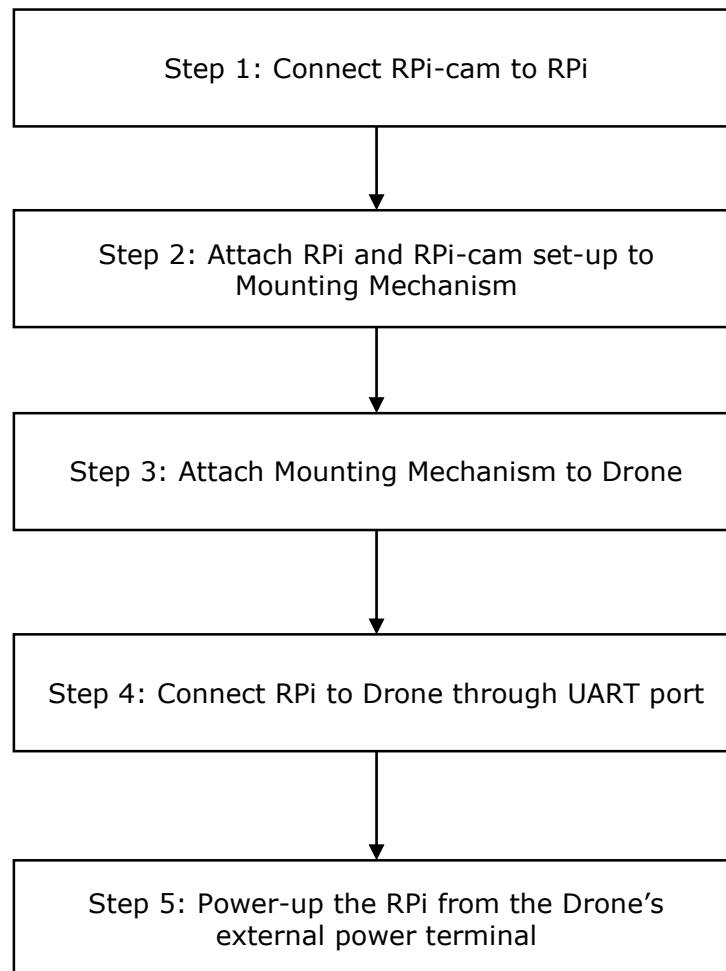 Step 1: Connect RPi-cam to RPi
Step 2: Attach RPi and RPi-cam set-up to
Mounting Mechanism
Step 3: Attach Mounting Mechanism to Drone
Step 4: Connect RPi to Drone through UART port
Step 5: Power-up the RPi from the Drone’s
external power terminal